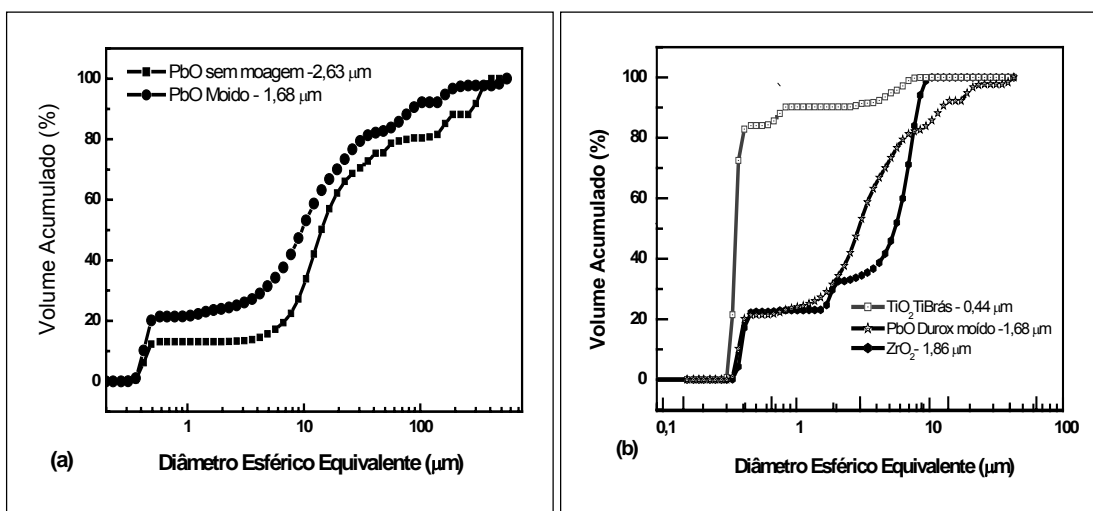 PbO sem moagem -2,63 μm
PbO Moido - 1,68 μm
Volume Acumulado (%)
100
80
60
40
20
0
1
10
100
(a)
Diâmetro Esférico Equivalente (μm)
Volume Acumulado (%)
100
80
60
40
20
0
TiO2TiBrás - 0,44 μm
PbO Durox moído -1,68 μm
ZrO2- 1,86 μm
0,1
1
10
100
(b)
Diâmetro Esférico Equivalente (μm)